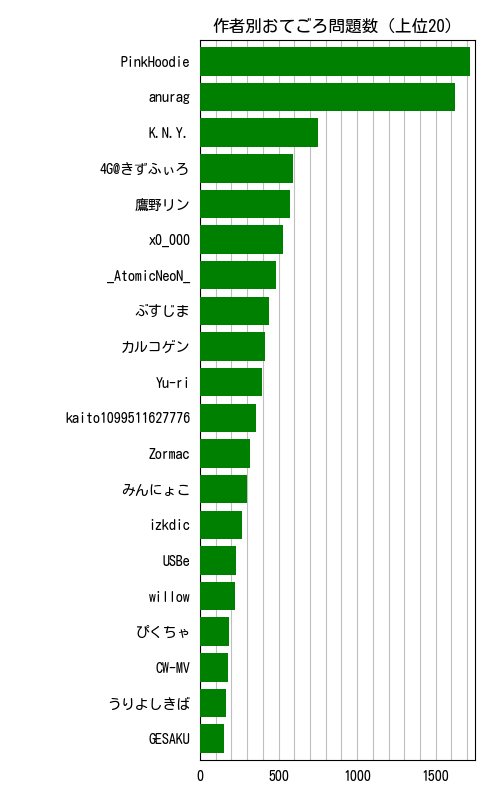 作者別おてごろ問題数 (上位20)
PinkHoodie
anurag
K.N.Y.
4G@きずふぃろ
鷹野リン
x0_000
_AtomicNeoN_
ぶすじま
カルコゲン
Yu-ri
kaito1099511627776
Zormac
みんにょこ
izkdic
USBe
willow
ぴくちゃ
CW-MV
うりよしきば
GESAKU
0 500 1000 1500